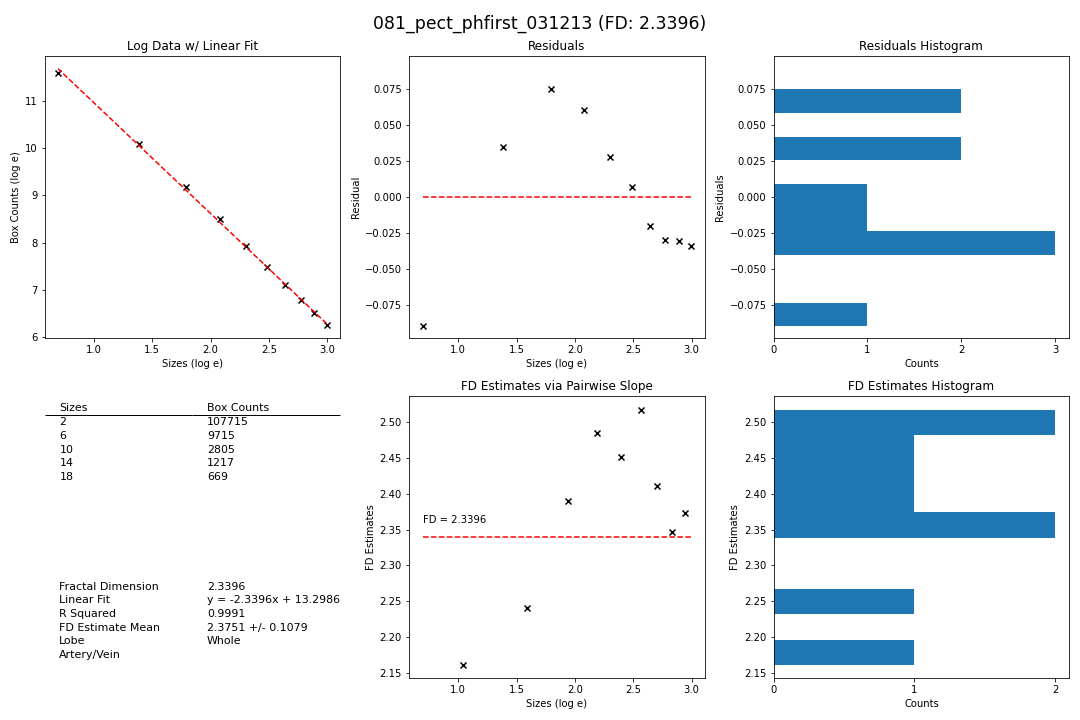 081_pect_phfirst_031213 (FD: 2.3396)
Log Data w/ Linear Fit
Box Counts (log e)
11
10
9
8
7
6
1.0 1.5 2.0 2.5 3.0
Sizes (log e)
Residuals
Residual
0.075
0.050
0.025
0.000
−0.025
−0.050
−0.075
1.0 1.5 2.0 2.5 3.0
Sizes (log e)
Residuals Histogram
Residuals
0.075
0.050
0.025
0.000
−0.025
−0.050
−0.075
0 1 2 3
Counts
Sizes Box Counts
2 107715
6 9715
10 2805
14 1217
18 669
Fractal Dimension 2.3396
Linear Fit y = -2.3396x + 13.2986
R Squared 0.9991
FD Estimate Mean 2.3751 +/- 0.1079
Lobe Whole
Artery/Vein
FD Estimates via Pairwise Slope
FD Estimates
2.50
2.45
2.40
2.35
2.30
2.25
2.20
2.15
FD = 2.3396
1.0 1.5 2.0 2.5 3.0
Sizes (log e)
FD Estimates Histogram
FD Estimates
2.50
2.45
2.40
2.35
2.30
2.25
2.20
2.15
0 1 2
Counts